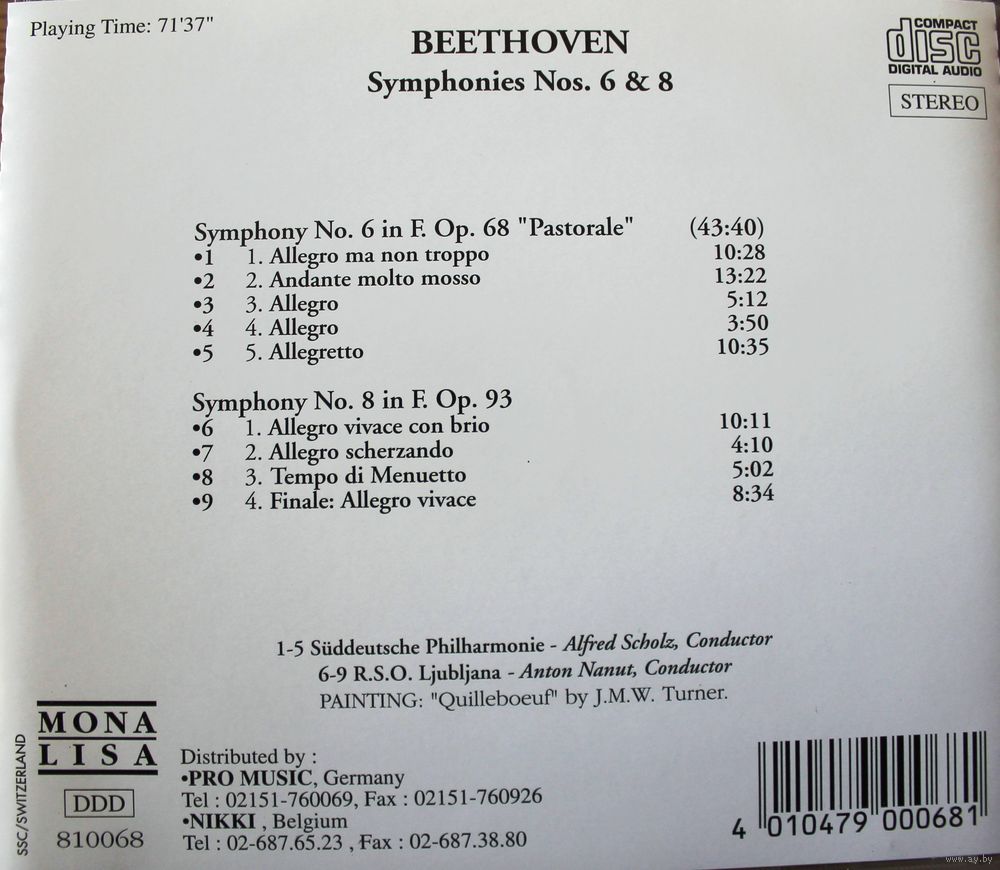 Playing Time: 71'37"
BEETHOVEN
Symphonies Nos. 6 & 8
COMPACT
disc
DIGITAL AUDIO
STEREO
Symphony No. 6 in F. Op. 68 "Pastorale" (43:40)
•1 1. Allegro ma non troppo 10:28
•2 2. Andante molto mosso 13:22
•3 3. Allegro 5:12
•4 4. Allegro 3:50
•5 5. Allegretto 10:35
Symphony No. 8 in F. Op. 93
•6 1. Allegro vivace con brio 10:11
•7 2. Allegro scherzando 4:10
•8 3. Tempo di Menuetto 5:02
•9 4. Finale: Allegro vivace 8:34
1-5 Süddeutsche Philharmonie - Alfred Scholz, Conductor
6-9 R.S.O. Ljubljana - Anton Nanut, Conductor
PAINTING: "Quilleboeuf" by J.M.W. Turner.
SSC/SWITZERLAND
MONA
LISA
DDD
810068
Distributed by :
•PRO MUSIC, Germany
Tel : 02151-760069, Fax : 02151-760926
•NIKKI , Belgium
Tel : 02-687.65.23 , Fax : 02-687.38.80
4 010479 000681
www.ay.by